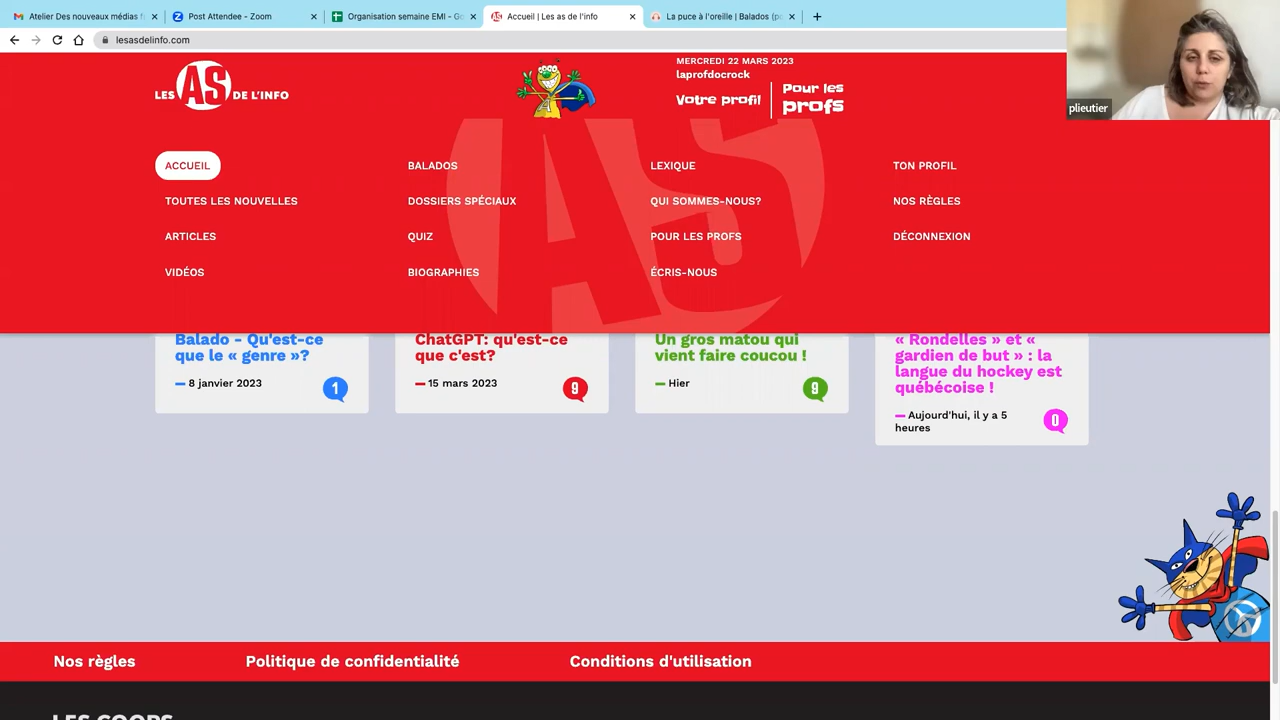 Atelier Des nouveaux médias
Post Attendee - Zoom
Organisation semaine EMI - Go
Accueil | Les as de l'info
La puce à l'oreille | Balados (po
lesasdelinfo.com
LES AS DE L'INFO
MERCREDI 22 MARS 2023
laprofdocrock
Votre profil
Pour les
profs
plieutier
ACCUEIL
BALADOS
LEXIQUE
TON PROFIL
TOUTES LES NOUVELLES
DOSSIERS SPÉCIAUX
QUI SOMMES-NOUS?
NOS RÈGLES
ARTICLES
QUIZ
POUR LES PROFS
DÉCONNEXION
VIDÉOS
BIOGRAPHIES
ÉCRIS-NOUS
Balado - Qu'est-ce
que le « genre »?
8 janvier 2023
1
ChatGPT: qu'est-ce
que c'est?
15 mars 2023
9
Un gros matou qui
vient faire coucou !
Hier
9
« Rondelles » et «
gardien de but » : la
langue du hockey est
québécoise !
Aujourd'hui, il y a 5
heures
0
Nos règles
Politique de confidentialité
Conditions d'utilisation
LES COOPS